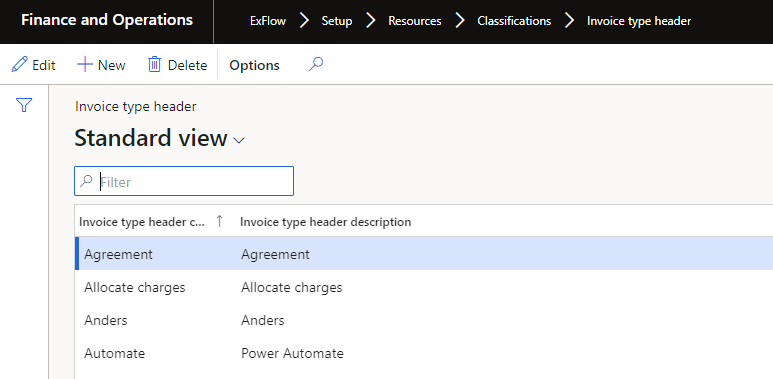 Finance and Operations ExFlow Setup Resources Classifications Invoice type header
Edit New Delete Options
Invoice type header
Standard view
Filter
Invoice type header c... Invoice type header description
Agreement Agreement
Allocate charges Allocate charges
Anders Anders
Automate Power Automate